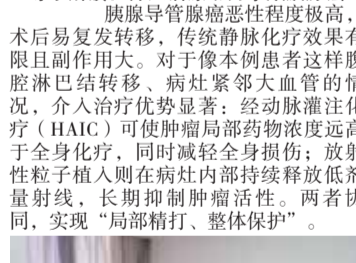 胰腺导管腺癌恶性程度极高，
术后易复发转移，传统静脉化疗效果有
限且副作用大。对于像本例患者这样腹
腔淋巴结转移、病灶紧邻大血管的情
况，介入治疗优势显著：经动脉灌注化
疗（HAIC）可使肿瘤局部药物浓度远高
于全身化疗，同时减轻全身损伤；放射
性粒子植入则在病灶内部持续释放低剂
量射线，长期抑制肿瘤活性。两者协
同，实现“局部精打、整体保护”。